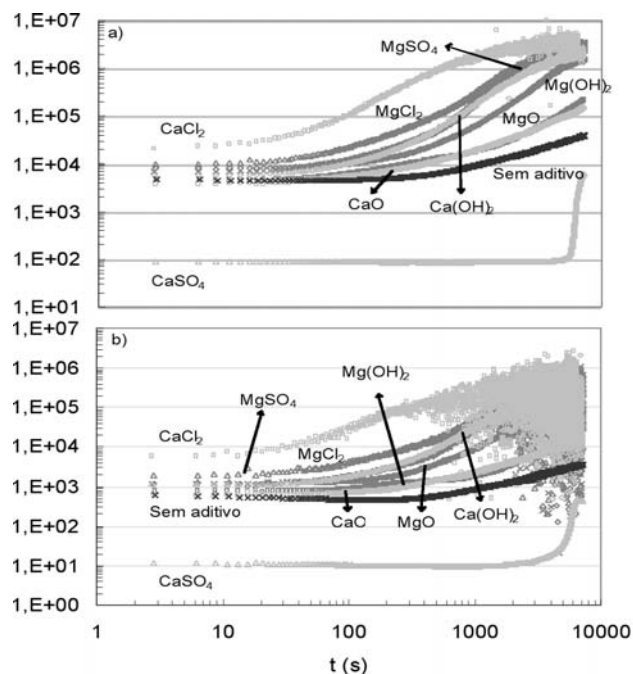 1,E+07
a)
MgSO4
1,E+06
Mg(OH)2
MgCl2
1,E+05
MgO
CaCl2
1,E+04
Sem aditivo
CaO
Ca(OH)2
1,E+03
1,E+02
CaSO4
1,E+01
1,E+07
b)
Mg(OH)2
1,E+06
MgSO4
1,E+05
CaCl2
MgCl2
1,E+04
1,E+03
Sem aditivo
CaO
MgO
Ca(OH)2
1,E+02
1,E+01
CaSO4
1,E+00
1 10 100 1000 10000
t (s)